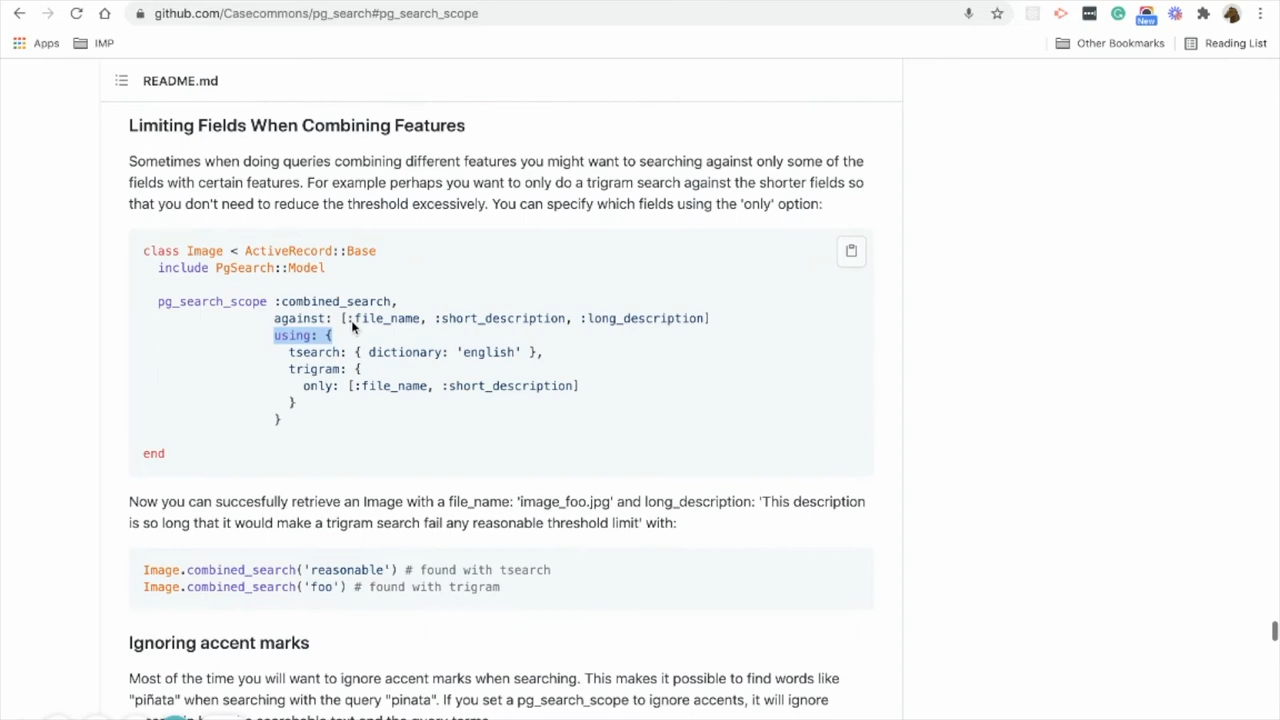 github.com/Casecommons/pg_search#pg_search_scope
New
Apps IMP Other Bookmarks Reading List
README.md
Limiting Fields When Combining Features
Sometimes when doing queries combining different features you might want to searching against only some of the
fields with certain features. For example perhaps you want to only do a trigram search against the shorter fields so
that you don't need to reduce the threshold excessively. You can specify which fields using the 'only' option:
class Image < ActiveRecord::Base
include PgSearch::Model
pg_search_scope :combined_search,
against: [:file_name, :short_description, :long_description]
using: {
tsearch: { dictionary: 'english' },
trigram: {
only: [:file_name, :short_description]
}
}
end
Now you can succesfully retrieve an Image with a file_name: 'image_foo.jpg' and long_description: 'This description
is so long that it would make a trigram search fail any reasonable threshold limit' with:
Image.combined_search('reasonable') # found with tsearch
Image.combined_search('foo') # found with trigram
Ignoring accent marks
Most of the time you will want to ignore accent marks when searching. This makes it possible to find words like
"piñata" when searching with the query "pinata". If you set a pg_search_scope to ignore accents, it will ignore
searchable text and the query terms.